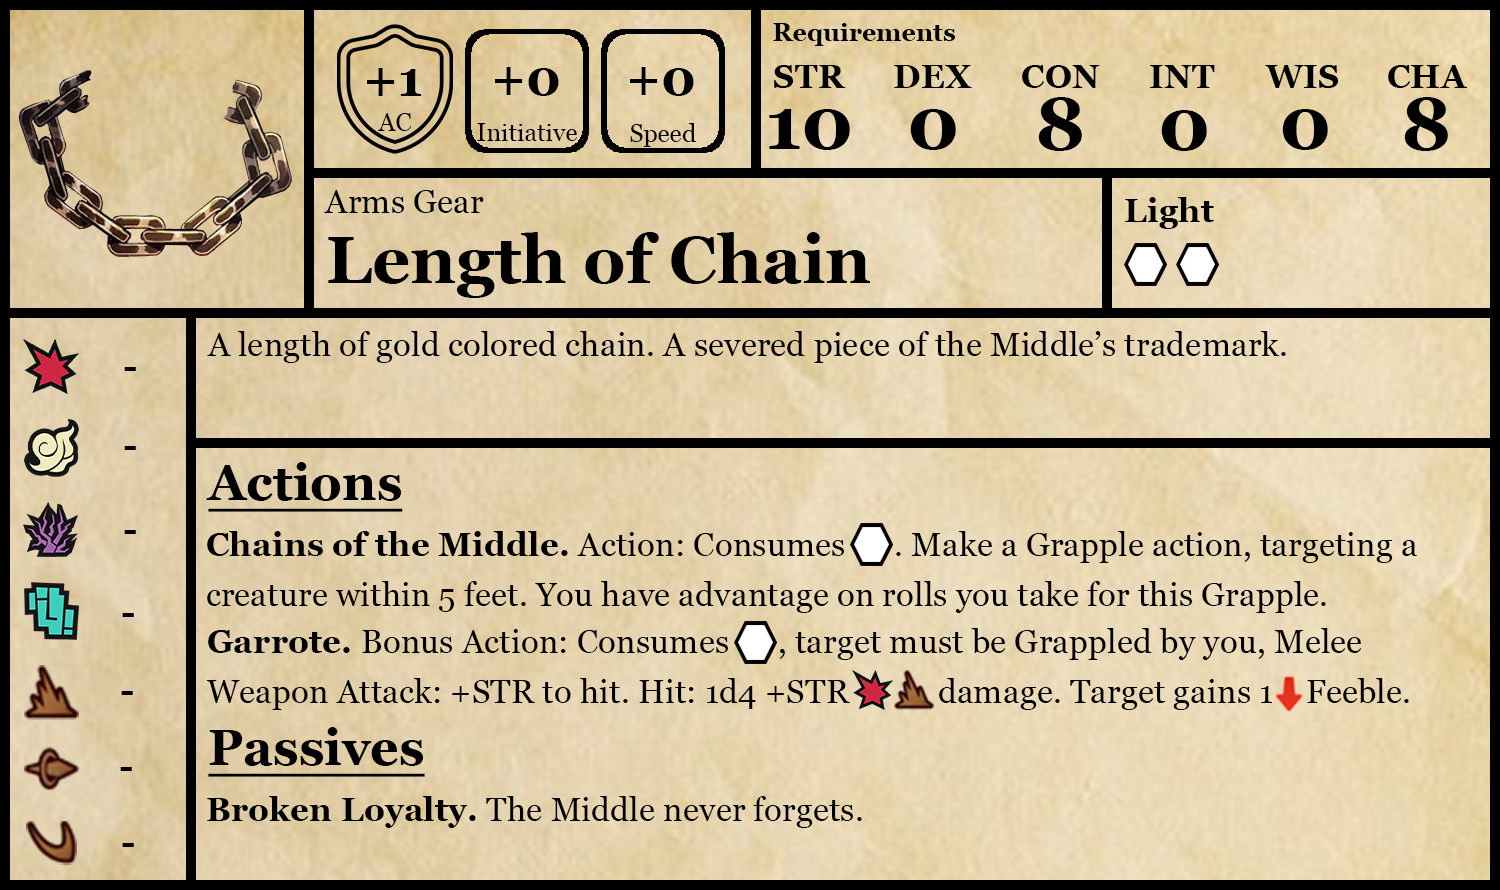 +1
AC
+0
Initiative
+0
Speed
Requirements
STR DEX CON INT WIS CHA
10 0 8 0 0 8
Arms Gear
Length of Chain
Light
A length of gold colored chain. A severed piece of the Middle’s trademark.
-
-
-
-
-
-
-
Actions
Chains of the Middle. Action: Consumes . Make a Grapple action, targeting a
creature within 5 feet. You have advantage on rolls you take for this Grapple.
Garrote. Bonus Action: Consumes , target must be Grappled by you, Melee
Weapon Attack: +STR to hit. Hit: 1d4 +STR damage. Target gains 1 Feeble.
Passives
Broken Loyalty. The Middle never forgets.